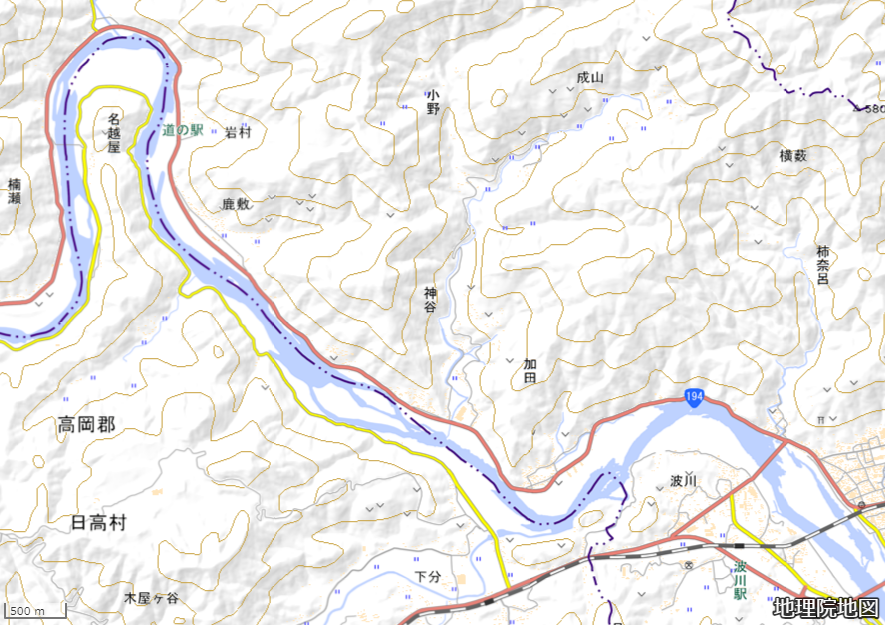 成山
小野
580
名越屋
道の駅
岩村
横薮
楠瀬
鹿敷
柿奈呂
神谷
加田
194
高岡郡
波川
日高村
下分
波川駅
木屋ヶ谷
500 m
地理院地図